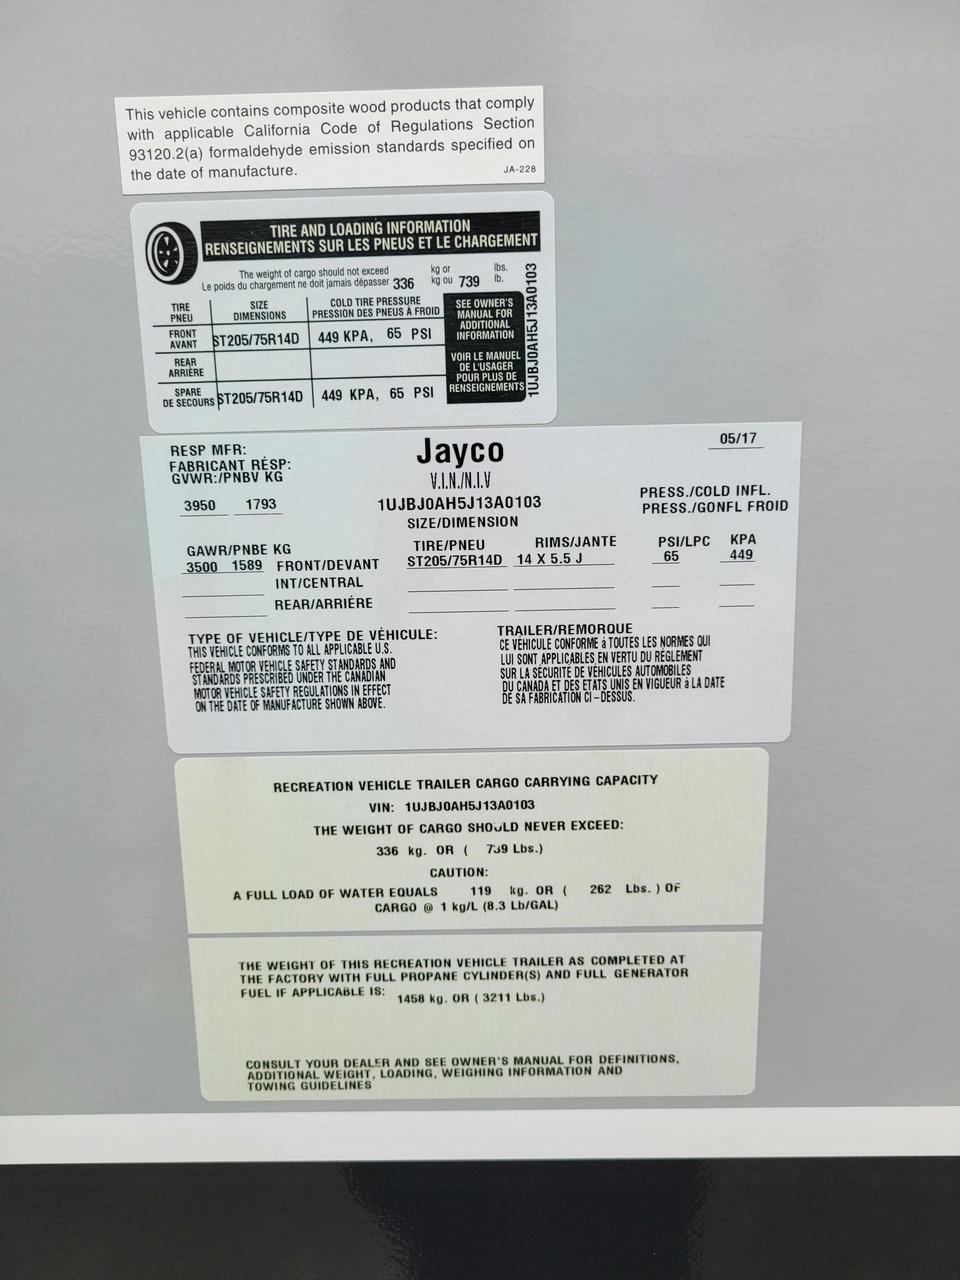 This vehicle contains composite wood products that comply
with applicable California Code of Regulations Section
93120.2(a) formaldehyde emission standards specified on
the date of manufacture.
JA-228
TIRE AND LOADING INFORMATION
RENSEIGNEMENTS SUR LES PNEUS ET LE CHARGEMENT
The weight of cargo should not exceed kg or lbs.
Le poids du chargement ne doit jamais dépasser 336 kg ou 739 lb.
TIRE PNEU
SIZE DIMENSIONS
COLD TIRE PRESSURE
PRESSION DES PNEUS À FROID
FRONT AVANT ST205/75R14D 449 KPA, 65 PSI
REAR ARRIÈRE
SPARE DE SECOURS ST205/75R14D 449 KPA, 65 PSI
SEE OWNER'S
MANUAL FOR
ADDITIONAL
INFORMATION
VOIR LE MANUEL
DE L'USAGER
POUR PLUS DE
RENSEIGNEMENTS
1UJBJ0AH5J13A0103
RESP MFR:
FABRICANT RÉSP:
GVWR:/PNBV KG
3950 1793
Jayco
V.I.N./N.I.V
1UJBJ0AH5J13A0103
SIZE/DIMENSION
05/17
PRESS./COLD INFL.
PRESS./GONFL FROID
GAWR/PNBE KG TIRE/PNEU RIMS/JANTE PSI/LPC KPA
3500 1589 FRONT/DEVANT ST205/75R14D 14 X 5.5 J 65 449
INT/CENTRAL
REAR/ARRIÉRE
TYPE OF VEHICLE/TYPE DE VÉHICULE:
THIS VEHICLE CONFORMS TO ALL APPLICABLE U.S.
FEDERAL MOTOR VEHICLE SAFETY STANDARDS AND
STANDARDS PRESCRIBED UNDER THE CANADIAN
MOTOR VEHICLE SAFETY REGULATIONS IN EFFECT
ON THE DATE OF MANUFACTURE SHOWN ABOVE.
TRAILER/REMORQUE
CE VÉHICULE CONFORME à TOUTES LES NORMES QUI
LUI SONT APPLICABLES EN VERTU DU RÈGLEMENT
SUR LA SÉCURITÉ DE VÉHICULES AUTOMOBILES
DU CANADA ET DES ÉTATS UNIS EN VIGUEUR à LA DATE
DE SA FABRICATION CI-DESSUS.
RECREATION VEHICLE TRAILER CARGO CARRYING CAPACITY
VIN: 1UJBJ0AH5J13A0103
THE WEIGHT OF CARGO SHOULD NEVER EXCEED:
336 kg. OR ( 739 Lbs.)
CAUTION:
A FULL LOAD OF WATER EQUALS 119 kg. OR ( 262 Lbs. ) OF
CARGO @ 1 kg/L (8.3 Lb/GAL)
THE WEIGHT OF THIS RECREATION VEHICLE TRAILER AS COMPLETED AT
THE FACTORY WITH FULL PROPANE CYLINDER(S) AND FULL GENERATOR
FUEL IF APPLICABLE IS: 1458 kg. OR ( 3211 Lbs.)
CONSULT YOUR DEALER AND SEE OWNER'S MANUAL FOR DEFINITIONS,
ADDITIONAL WEIGHT, LOADING, WEIGHING INFORMATION AND
TOWING GUIDELINES